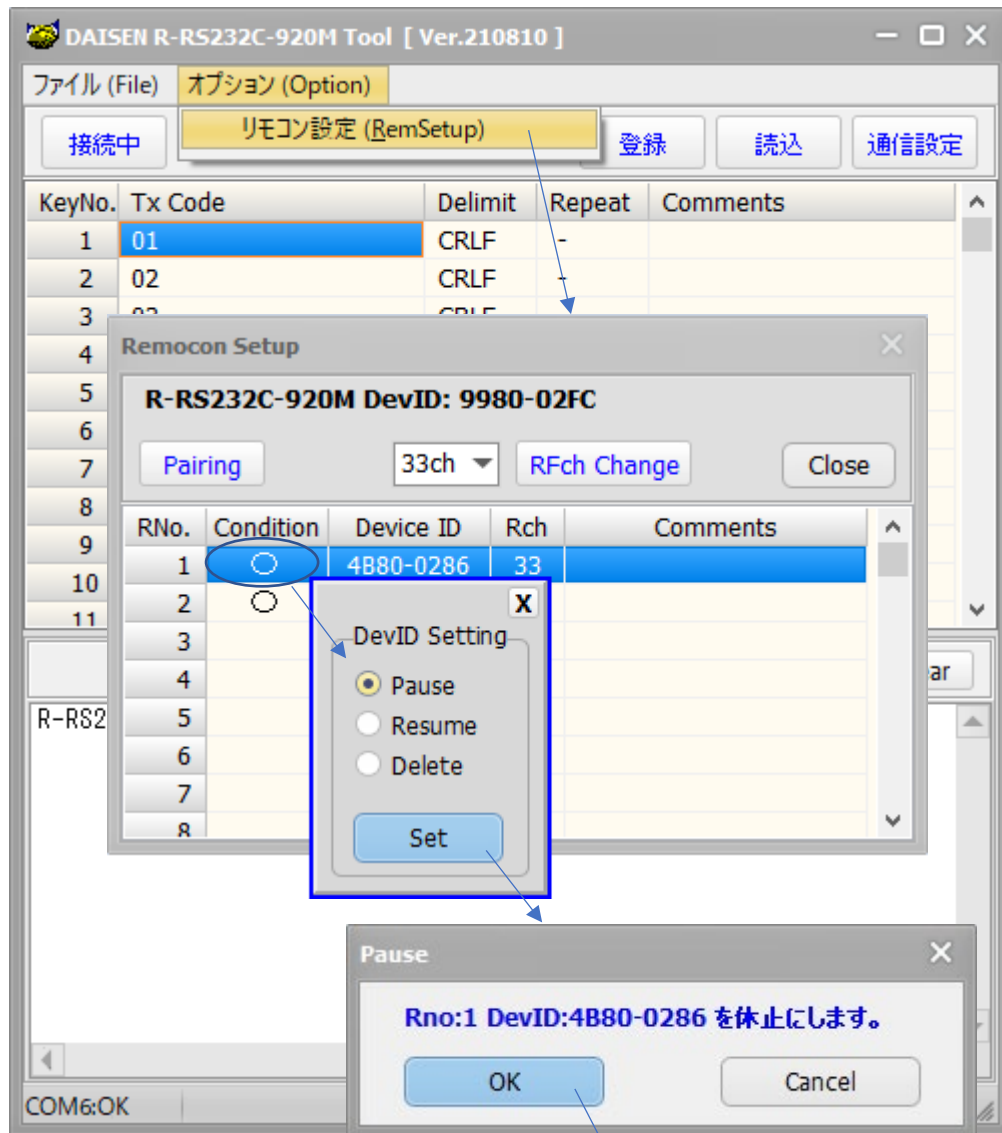 DAISEN R-RS232C-920M Tool [ Ver.210810 ]
ファイル (File) オプション (Option)
リモコン設定 (RemSetup)
接続中 登録 読込 通信設定
KeyNo. Tx Code Delimit Repeat Comments
1 01 CRLF -
2 02 CRLF -
3
4
5
6
7
8
9
10
11
Remocon Setup
R-RS232C-920M DevID: 9980-02FC
Pairing 33ch RFch Change Close
RNo. Condition Device ID Rch Comments
1 ○ 4B80-0286 33
2 ○
3
4
5
6
7
8
X
DevID Setting
Pause
Resume
Delete
Set
ar
R-RS2
Pause
Rno:1 DevID:4B80-0286 を休止にします。
OK Cancel
COM6:OK